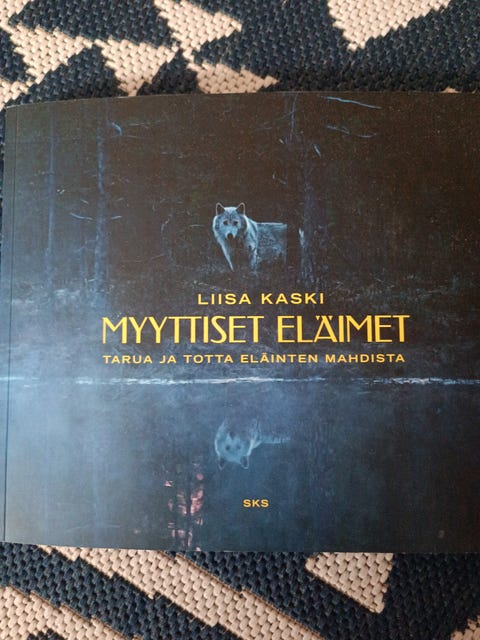 LIISA KASKI
MYYTTISET ELÄIMET
TARUA JA TOTTA ELÄINTEN MAHDISTA
SKS